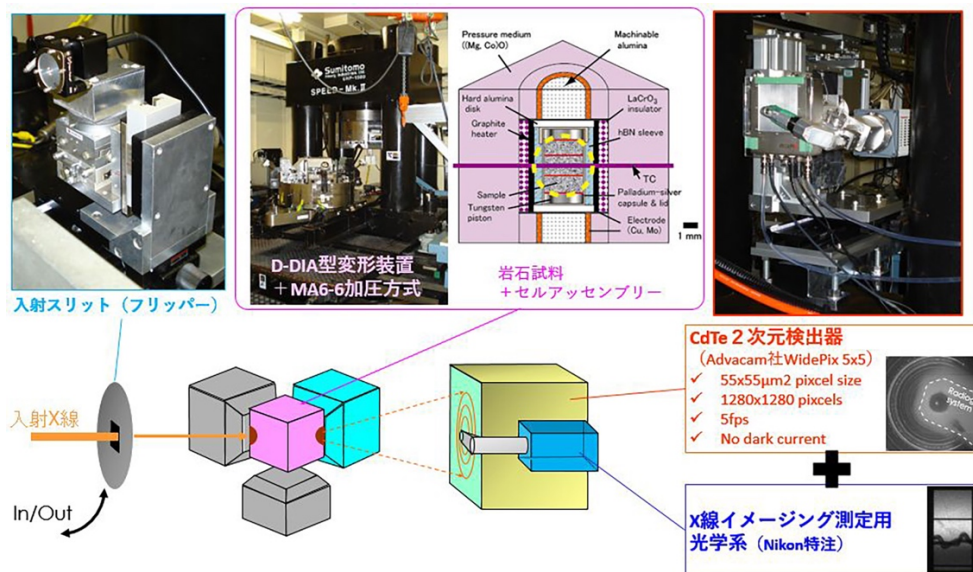 Sumitomo
SPEED-Mk.II
D-DIA型変形装置
+MA6-6加圧方式
Pressure medium
((Mg, Co)O)
Machinable
alumina
Hard alumina
disk
Graphite
heater
LaCrO₃
insulator
hBN sleeve
TC
Sample
Tungsten
piston
Palladium-silver
capsule & lid
Electrode
(Cu, Mo)
1 mm
岩石試料
+セルアッセンブリー
入射スリット(フリッパー)
入射X線
In/Out
CdTe2次元検出器
(Advacam社WidePix 5x5)
✓ 55x55μm2 pixcel size
✓ 1280x1280 pixcels
✓ 5fps
✓ No dark current
system
X線イメージング測定用
光学系(Nikon特注)